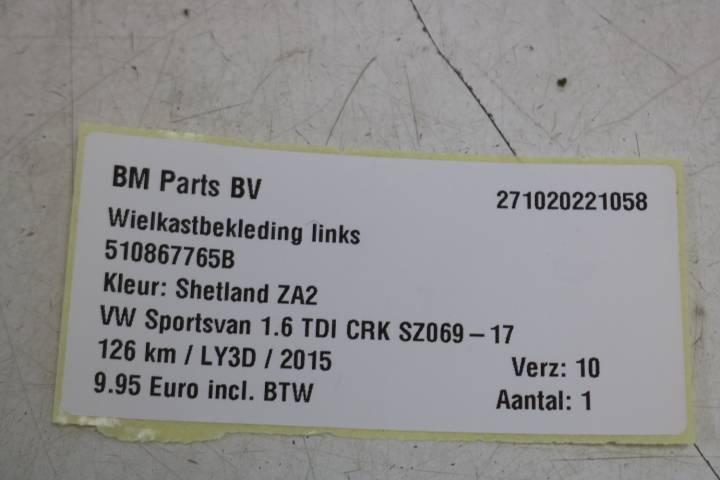 BM Parts BV 271020221058
Wielkastbekleding links
510867765B
Kleur: Shetland ZA2
VW Sportsvan 1.6 TDI CRK SZ069-17
126 km / LY3D / 2015 Verz: 10
9.95 Euro incl. BTW Aantal: 1